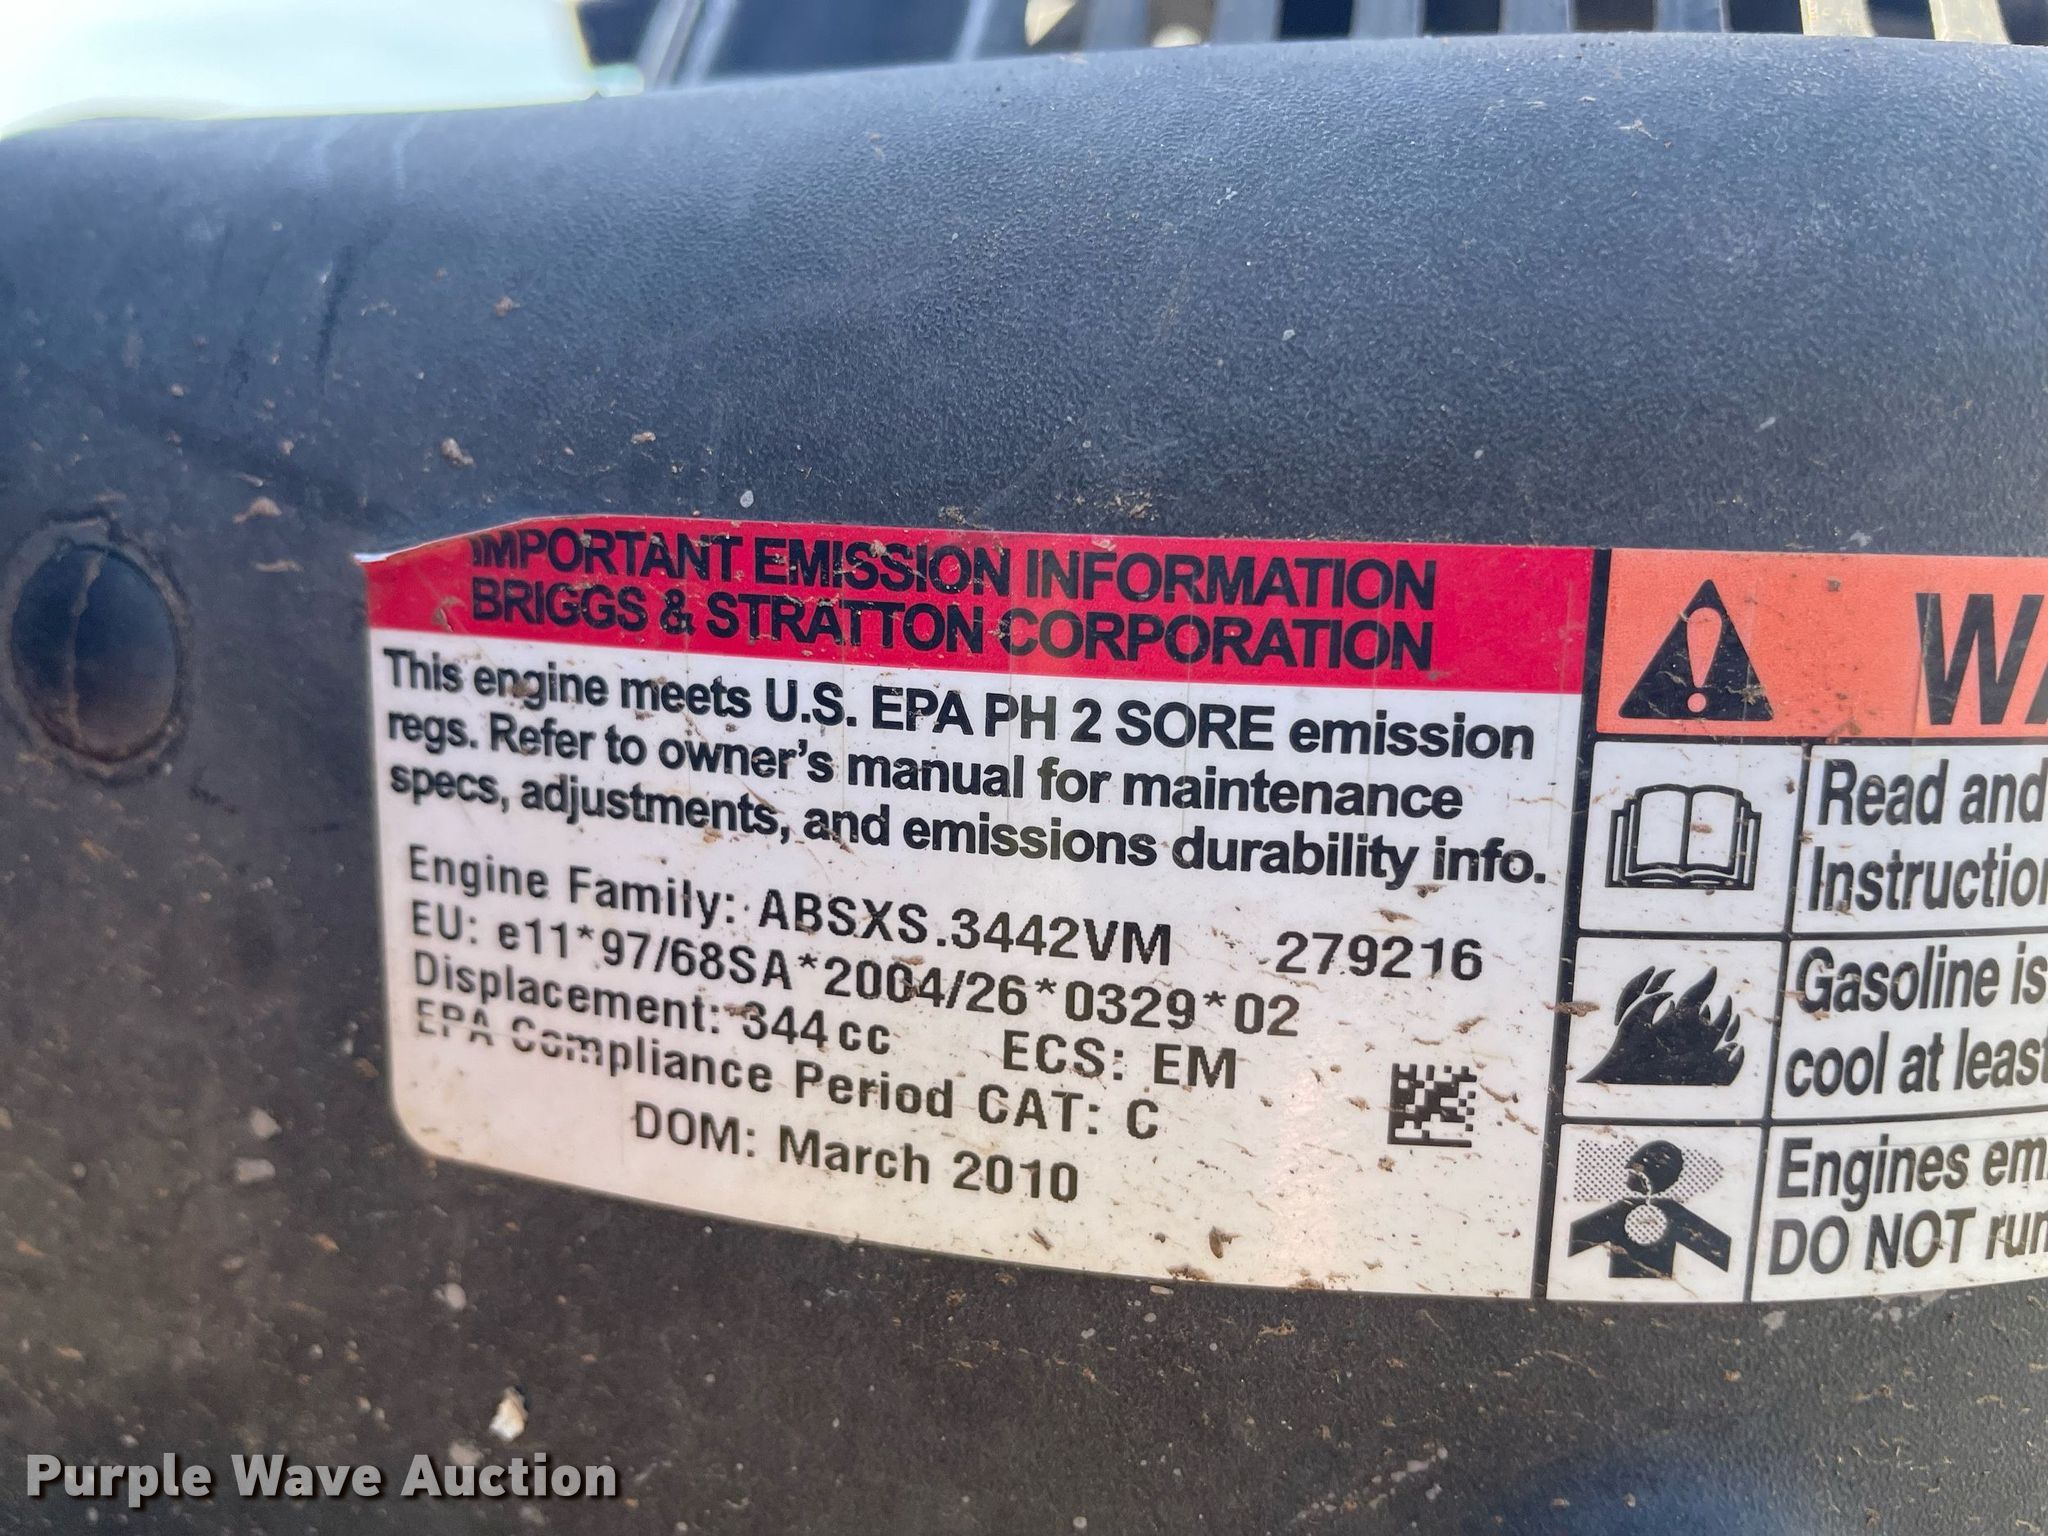 IMPORTANT EMISSION INFORMATION
BRIGGS & STRATTON CORPORATION
This engine meets U.S. EPA PH 2 SORE emission
regs. Refer to owner's manual for maintenance
specs, adjustments, and emissions durability info.
Engine Family: ABSXS.3442VM 279216
EU: e11*97/68SA*2004/26*0329*02
Displacement: 344cc ECS: EM
EPA Compliance Period CAT: C
DOM: March 2010
WA
Read and
Instruction
Gasoline is
cool at least
Engines em
DO NOT run
Purple Wave Auction